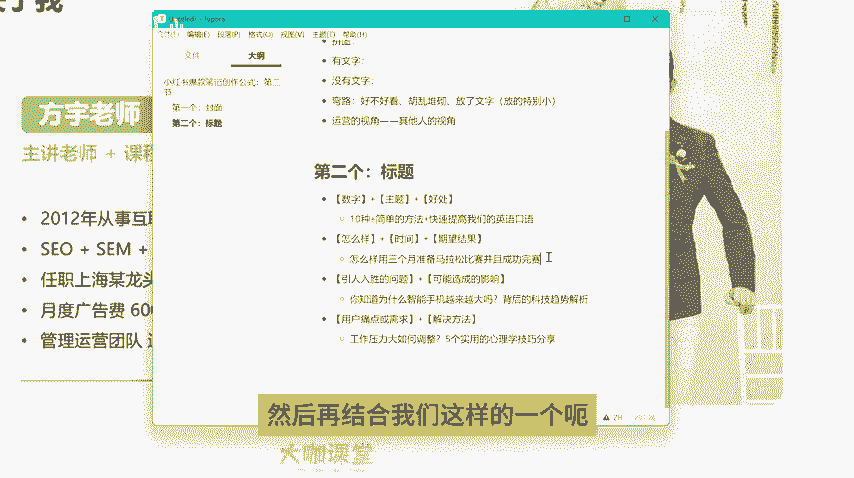 方宇老师
主讲老师 + 课程
• 2012年从事互联
• SEO + SEM +
• 任职上海某龙头
• 月度广告费 600
• 管理运营团队
编辑(E) 段落(P) 格式(O) 视图(V) 主题(T) 帮助(H)
文件 大纲
小红书爆款笔记创作公式：第二
节
第一个：封面
第二个：标题
• 有文字：
• 没有文字：
• 弯路：好不好看、胡乱堆砌、放了文字（放的特别小）
• 运营的视角——其他人的视角
第二个：标题
• 【数字】+【主题】+【好处】
○ 10种+简单的方法+快速提高我们的英语口语
• 【怎么样】+【时间】+【期望结果】
○ 怎么样用三个月准备马拉松比赛并且成功完赛
• 【引人入胜的问题】+【可能造成的影响】
○ 你知道为什么智能手机越来越大吗？背后的科技趋势解析
• 【用户痛点或需求】+【解决方法】
○ 工作压力大如何调整？5个实用的心理学技巧分享
然后再结合我们这样的一个呃
大咖课堂